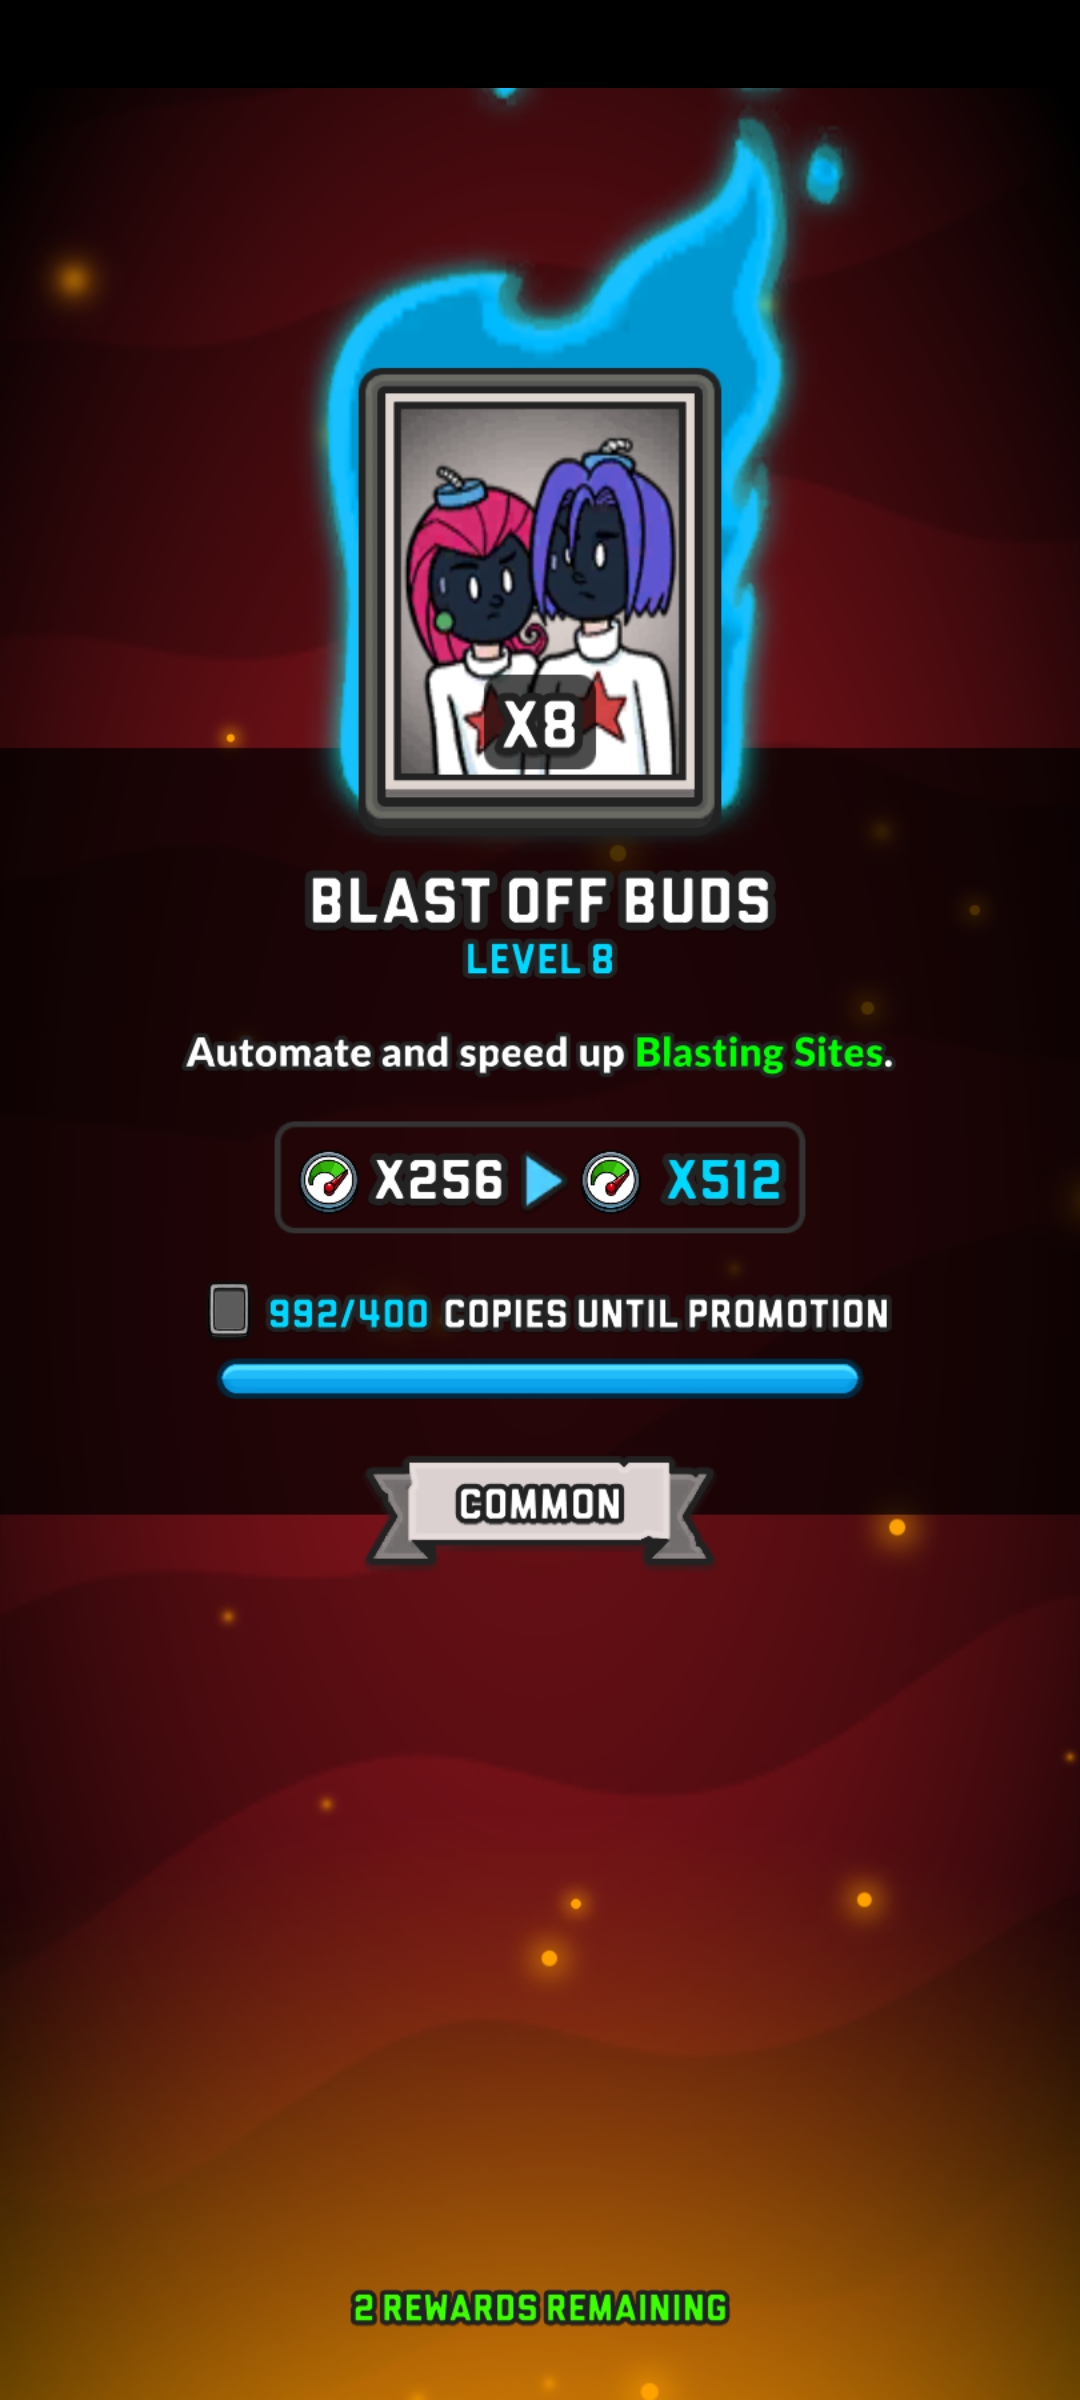 X8
BLAST OFF BUDS
LEVEL 8
Automate and speed up Blasting Sites.
X256 X512
992/400 COPIES UNTIL PROMOTION
COMMON
2 REWARDS REMAINING